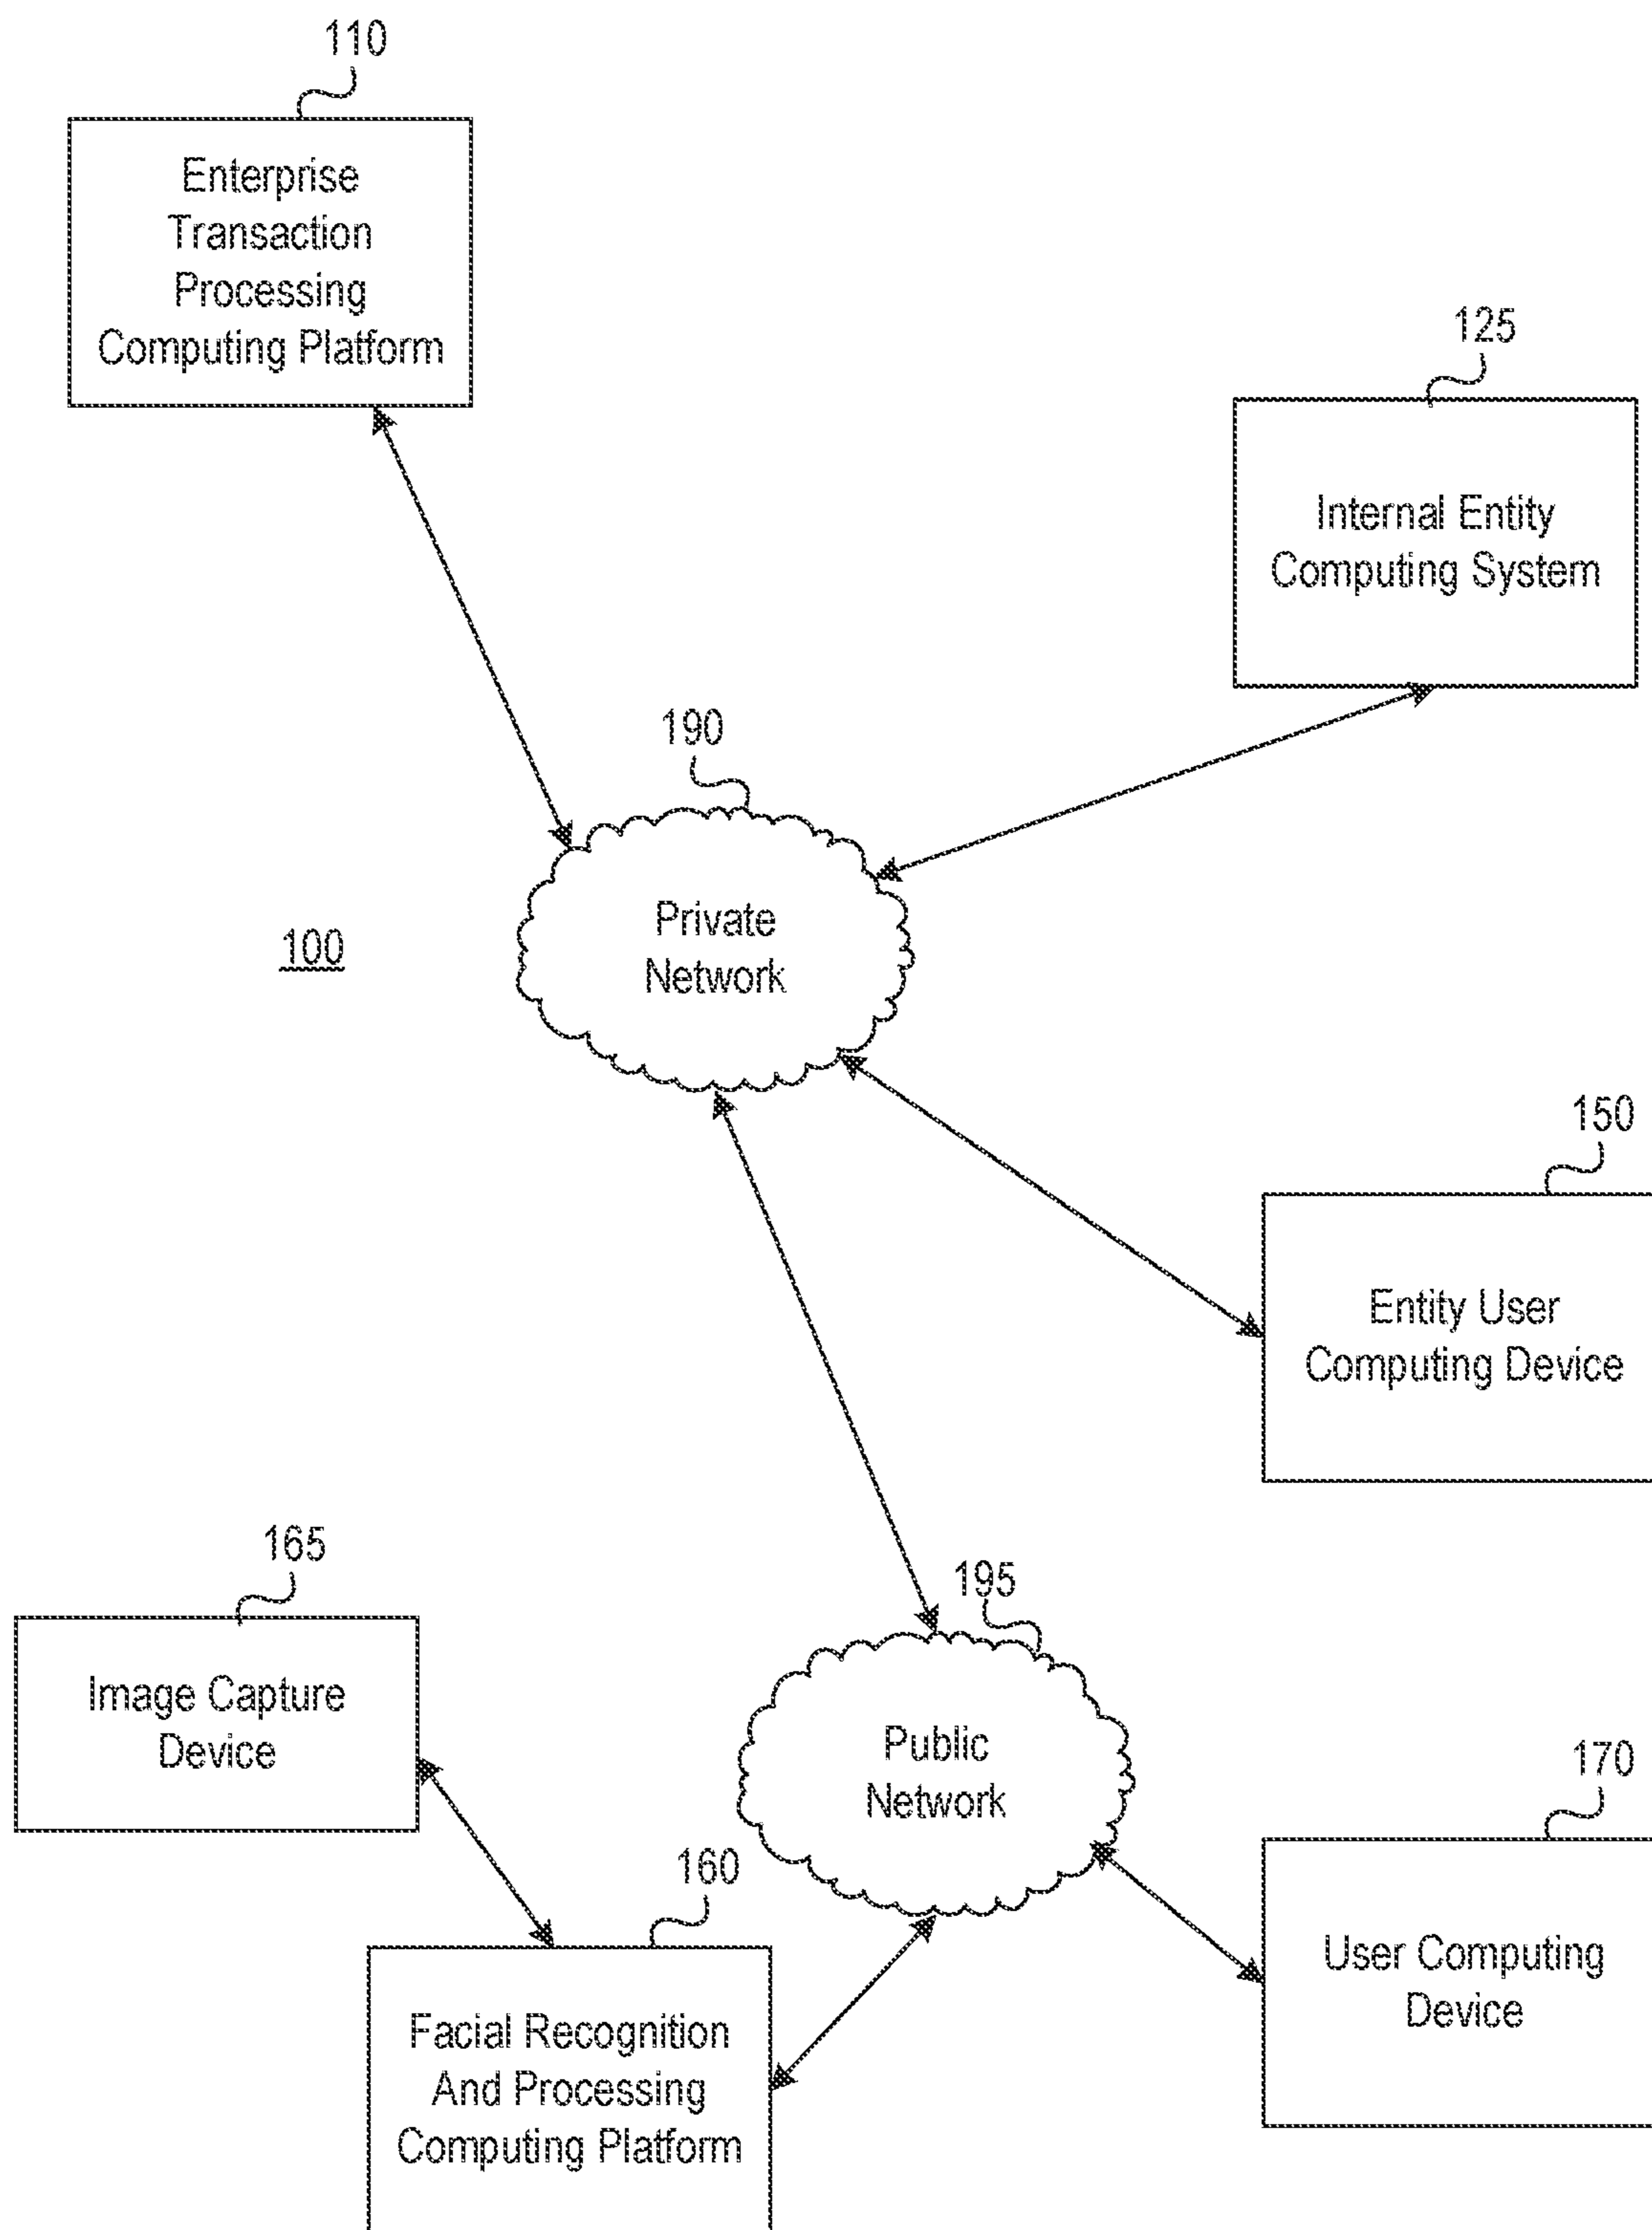 110
Enterprise
Transaction
Processing
Computing Platform
125
Internal Entity
Computing System
190
Private
Network
100
150
Entity User
Computing Device
165
Image Capture
Device
195
Public
Network
170
User Computing
Device
160
Facial Recognition
And Processing
Computing Platform